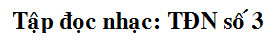 Tập đọc nhạc: TĐN số 3